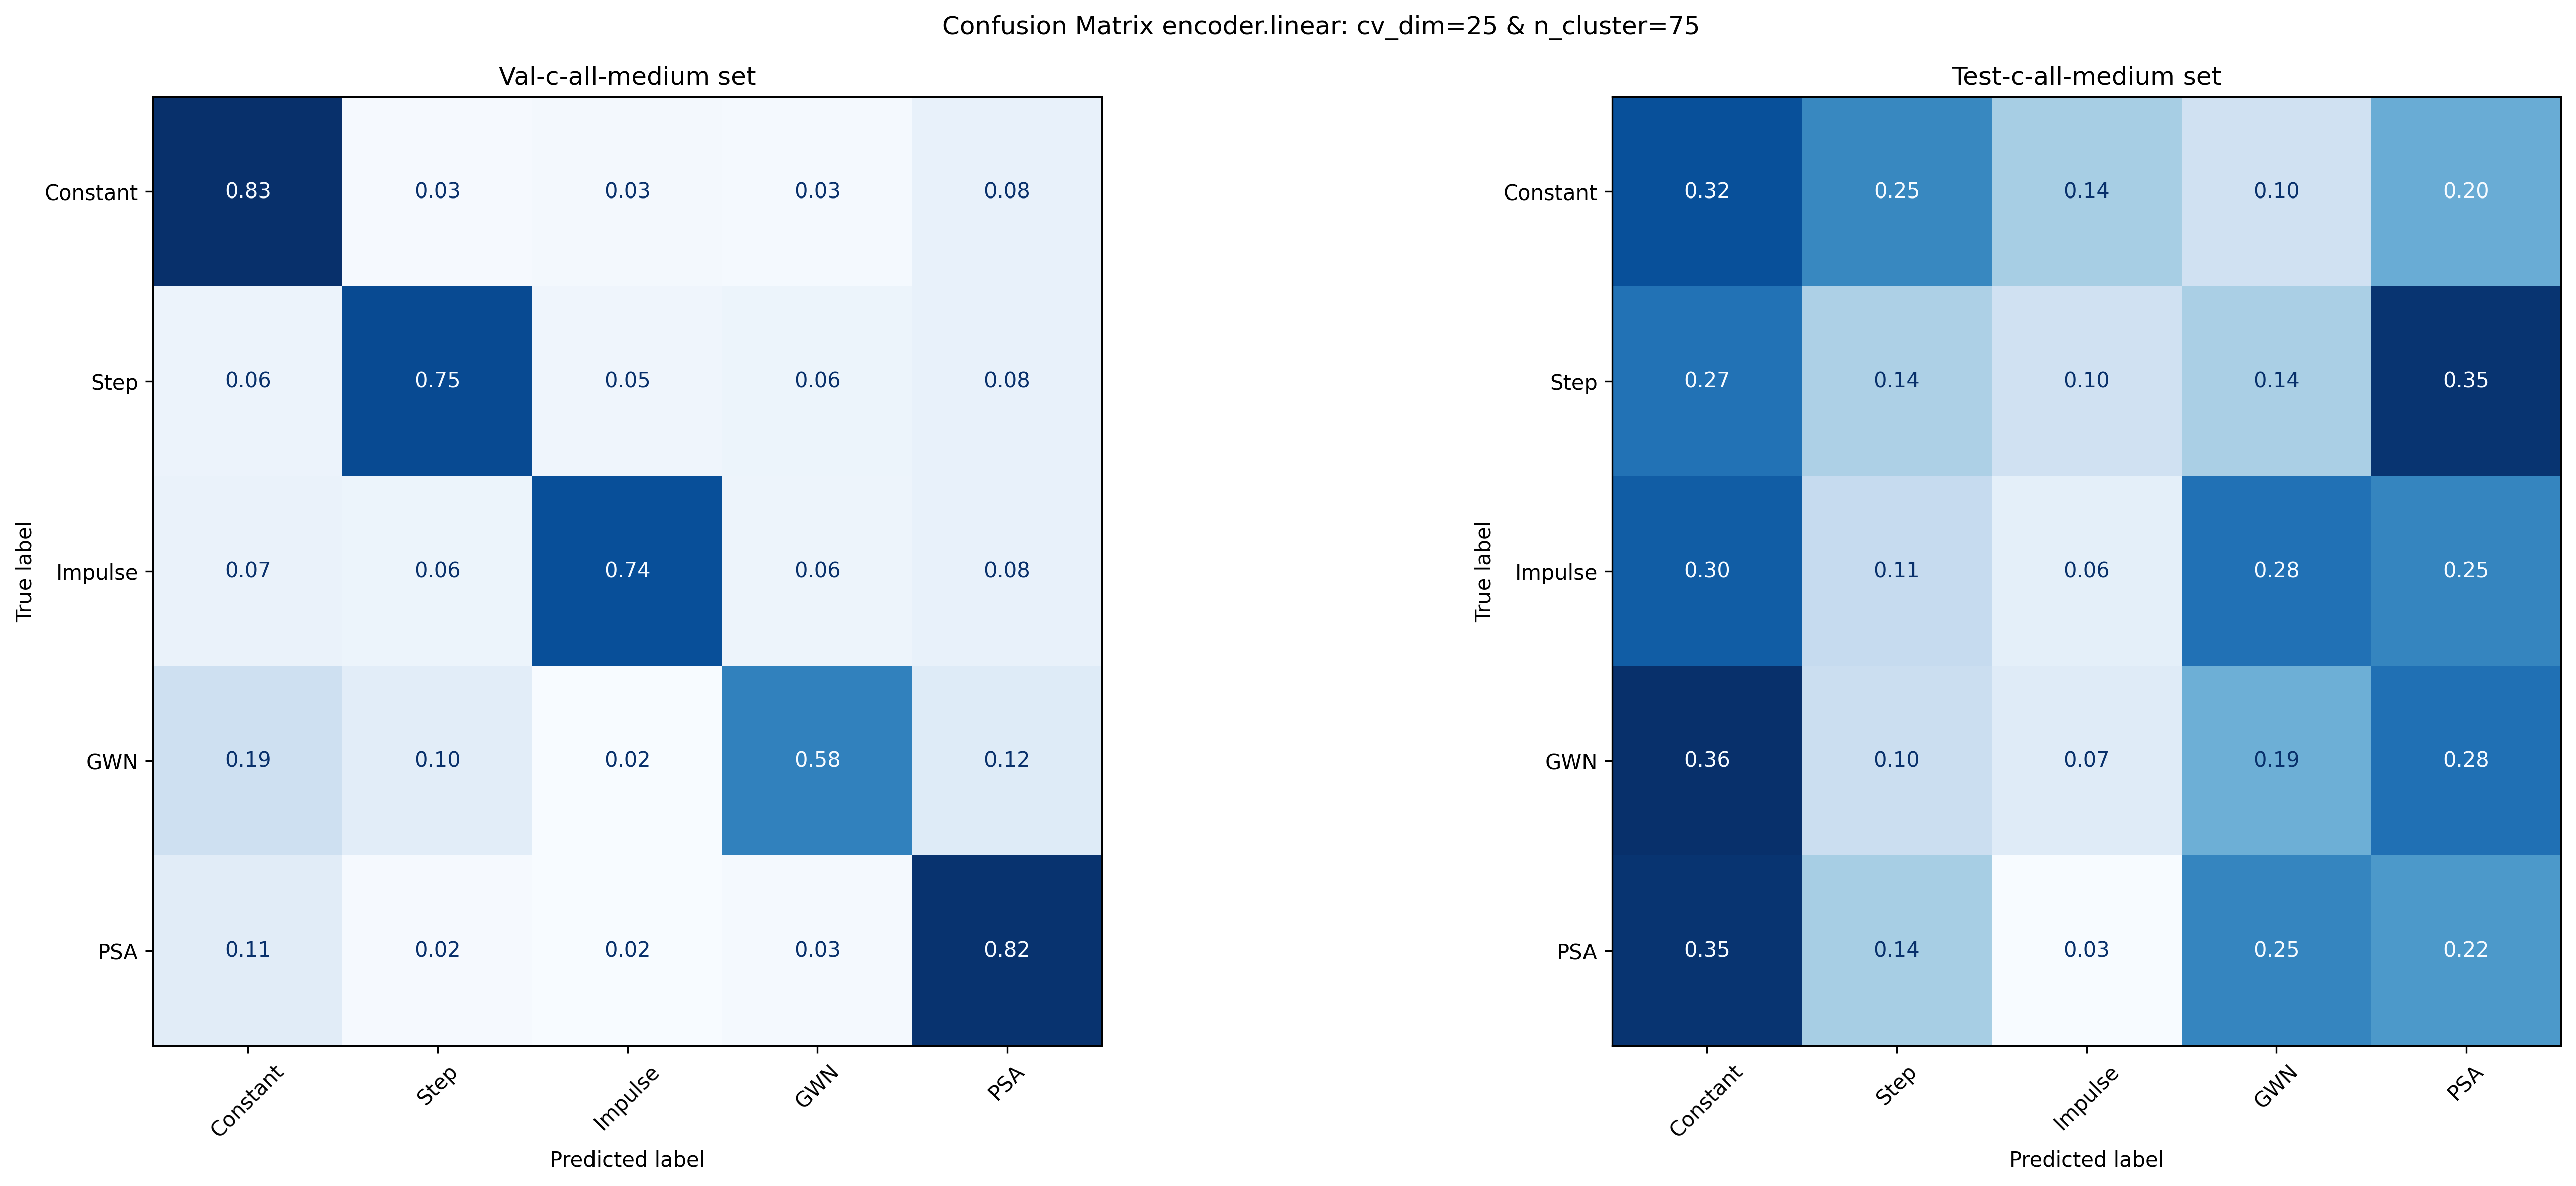 Confusion Matrix encoder.linear: cv_dim=25 & n_cluster=75
Val-c-all-medium set
True label
Constant 0.83 0.03 0.03 0.03 0.08
Step 0.06 0.75 0.05 0.06 0.08
Impulse 0.07 0.06 0.74 0.06 0.08
GWN 0.19 0.10 0.02 0.58 0.12
PSA 0.11 0.02 0.02 0.03 0.82
Constant Step Impulse GWN PSA
Predicted label
Test-c-all-medium set
True label
Constant 0.32 0.25 0.14 0.10 0.20
Step 0.27 0.14 0.10 0.14 0.35
Impulse 0.30 0.11 0.06 0.28 0.25
GWN 0.36 0.10 0.07 0.19 0.28
PSA 0.35 0.14 0.03 0.25 0.22
Constant Step Impulse GWN PSA
Predicted label